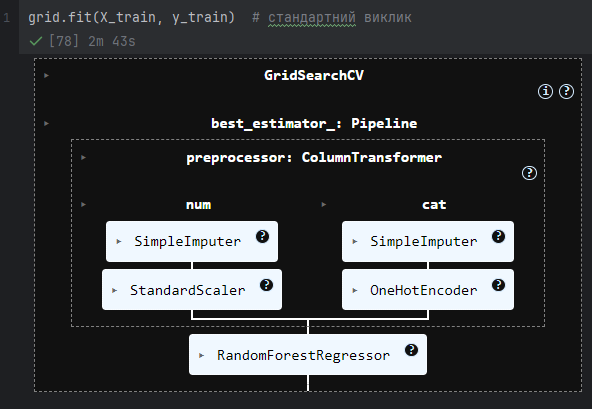 1 grid.fit(X_train, y_train)  # стандартний виклик
✓ [78] 2m 43s
▸ GridSearchCV
i ?
▸ best_estimator_: Pipeline
▸ preprocessor: ColumnTransformer
?
▸ num ▸ cat
▸ SimpleImputer ? ▸ SimpleImputer ?
▸ StandardScaler ? ▸ OneHotEncoder ?
▸ RandomForestRegressor ?